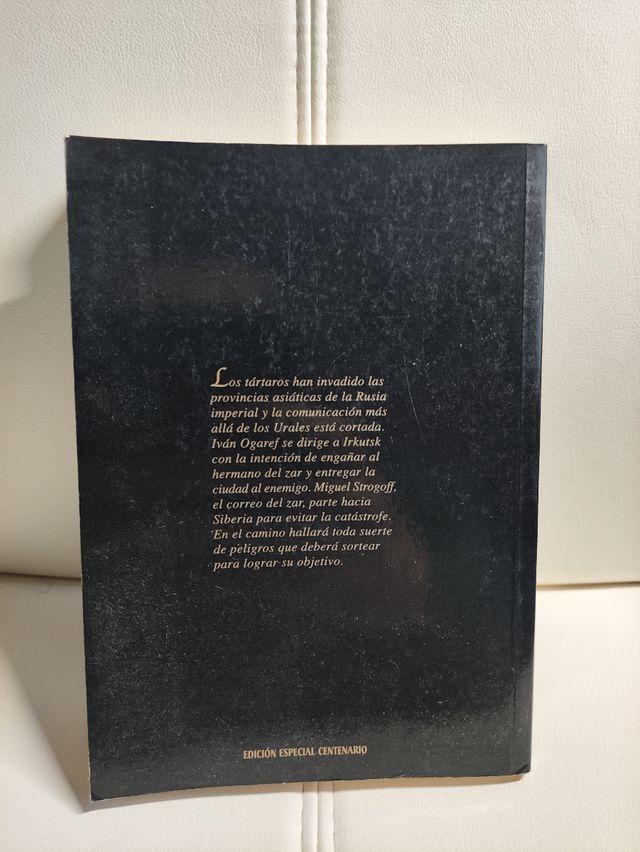 Los tártaros han invadido las
provincias asiáticas de la Rusia
imperial y la comunicación más
allá de los Urales está cortada.
Iván Ogaref se dirige a Irkutsk
con la intención de engañar al
hermano del zar y entregar la
ciudad al enemigo. Miguel Strogoff,
el correo del zar, parte hacia
Siberia para evitar la catástrofe.
En el camino hallará toda suerte
de peligros que deberá sortear
para lograr su objetivo.
EDICIÓN ESPECIAL CENTENARIO